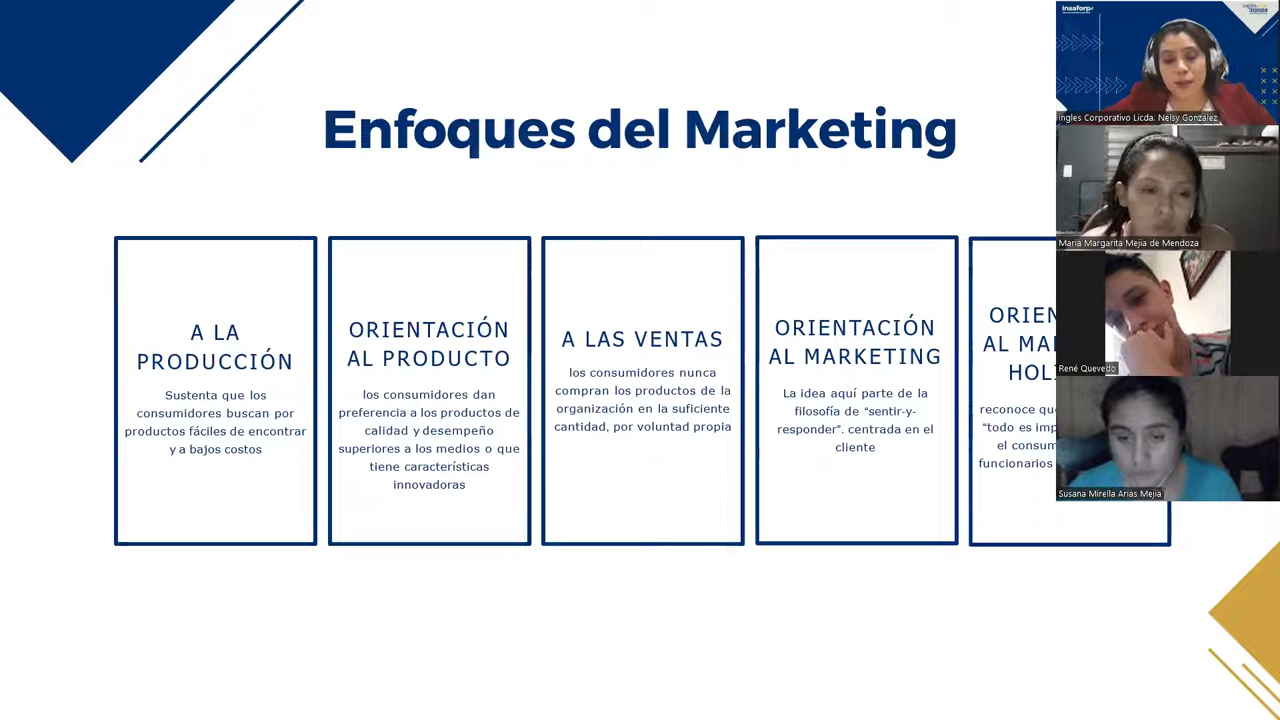 Enfoques del Marketing
A LA
PRODUCCIÓN
Sustenta que los
consumidores buscan por
productos fáciles de encontrar
y a bajos costos
ORIENTACIÓN
AL PRODUCTO
los consumidores dan
preferencia a los productos de
calidad y desempeño
superiores a los medios o que
tiene características
innovadoras
A LAS VENTAS
los consumidores nunca
compran los productos de la
organización en la suficiente
cantidad, por voluntad propia
ORIENTACIÓN
AL MARKETING
La idea aquí parte de la
filosofía de “sentir-y-
responder”. centrada en el
cliente
ORIEN
AL MA
HOL
reconoce qu
“todo es im
el consum
funcionarios
Insaforp
Ingles Corporativo Licda. Nelsy González
María Margarita Mejía de Mendoza
René Quevedo
Susana Mirella Arias Mejia